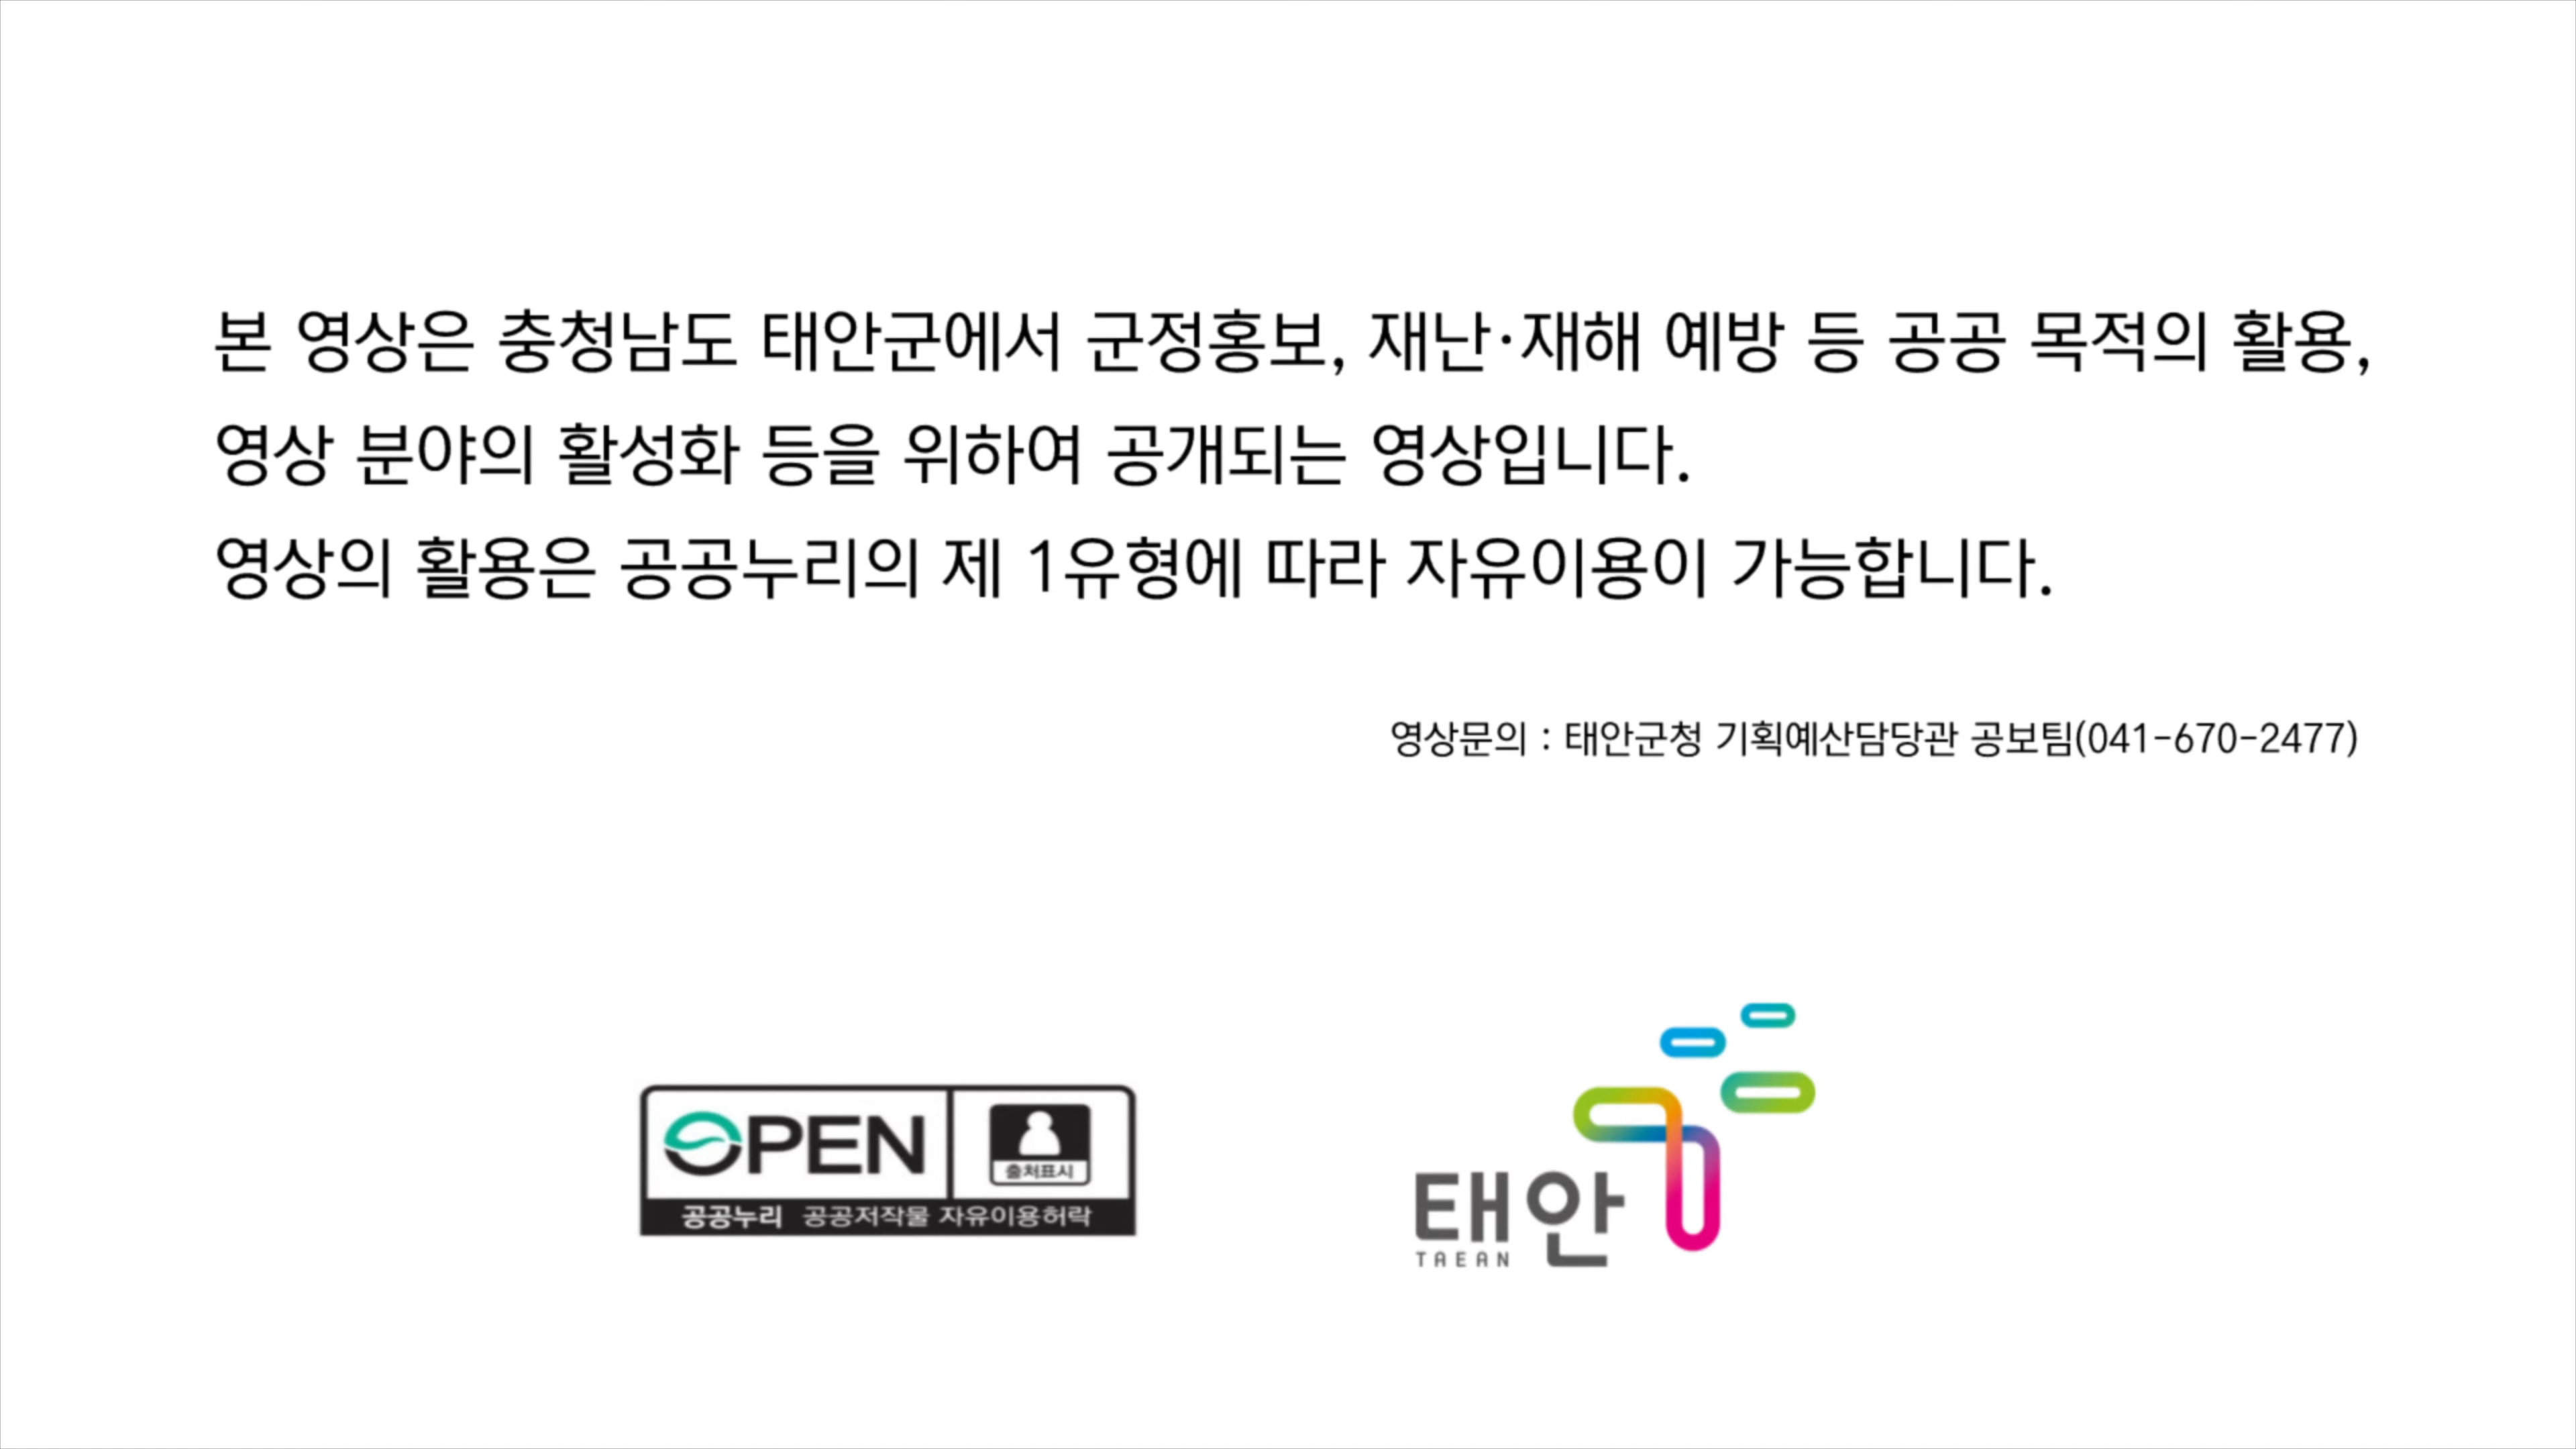 본 영상은 충청남도 태안군에서 군정홍보, 재난·재해 예방 등 공공 목적의 활용,
영상 분야의 활성화 등을 위하여 공개되는 영상입니다.
영상의 활용은 공공누리의 제 1유형에 따라 자유이용이 가능합니다.
영상문의 : 태안군청 기획예산담당관 공보팀(041-670-2477)
OPEN
출처표시
공공누리 공공저작물 자유이용허락
태안
TAEAN